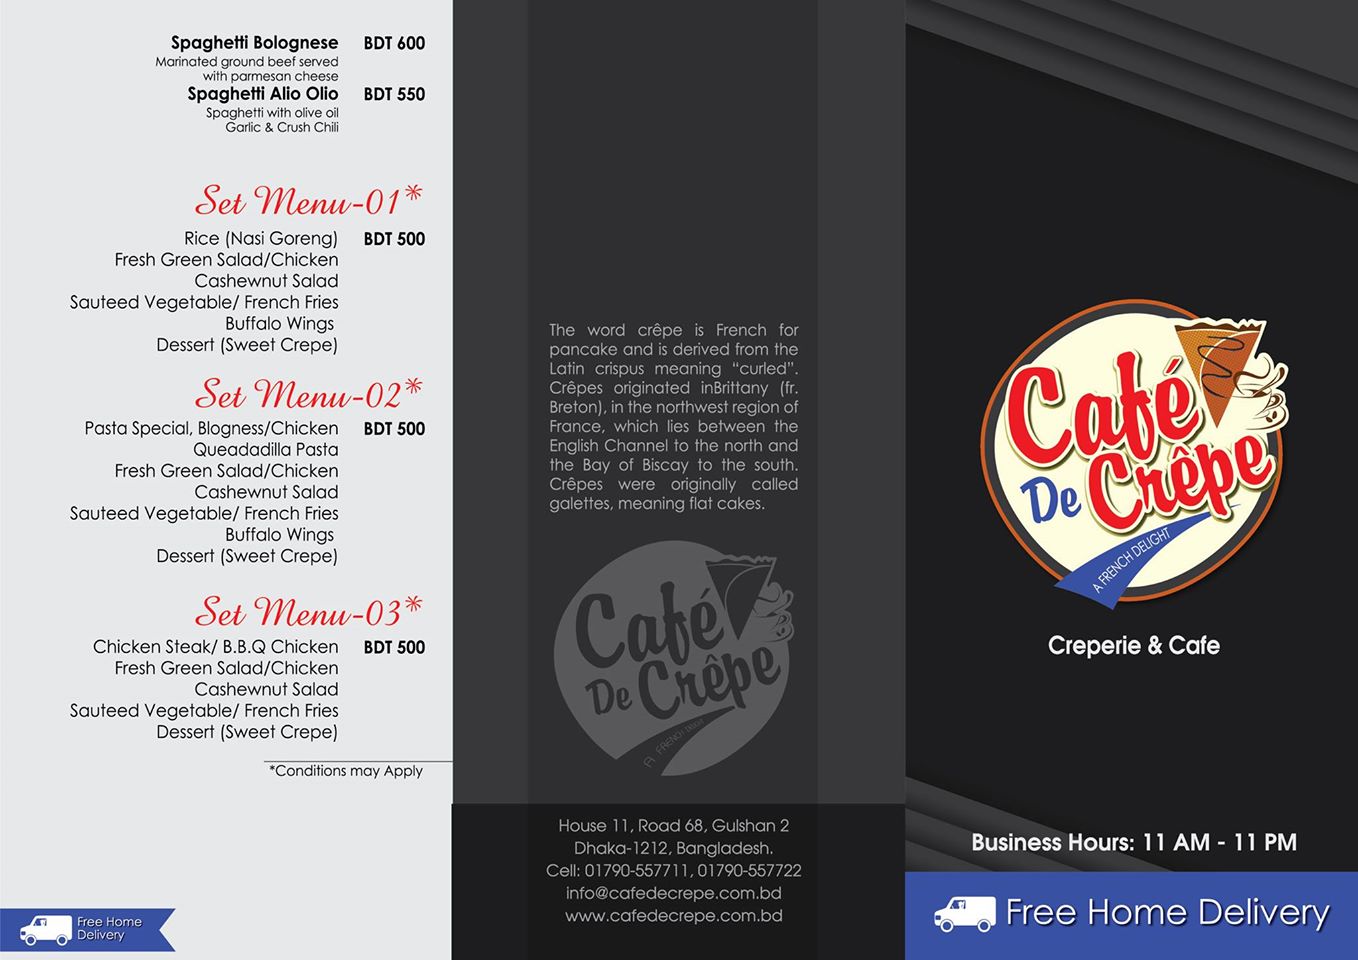 Spaghetti Bolognese BDT 600
Marinated ground beef served
with parmesan cheese
Spaghetti Alio Olio BDT 550
Spaghetti with olive oil
Garlic & Crush Chili
Set Menu-01*
Rice (Nasi Goreng) BDT 500
Fresh Green Salad/Chicken
Cashewnut Salad
Sauteed Vegetable/ French Fries
Buffalo Wings
Dessert (Sweet Crepe)
Set Menu-02*
Pasta Special, Blogness/Chicken BDT 500
Queadadilla Pasta
Fresh Green Salad/Chicken
Cashewnut Salad
Sauteed Vegetable/ French Fries
Buffalo Wings
Dessert (Sweet Crepe)
Set Menu-03*
Chicken Steak/ B.B.Q Chicken BDT 500
Fresh Green Salad/Chicken
Cashewnut Salad
Sauteed Vegetable/ French Fries
Dessert (Sweet Crepe)
*Conditions may Apply
Free Home
Delivery
The word crêpe is French for
pancake and is derived from the
Latin crispus meaning “curled”.
Crêpes originated inBrittany (fr.
Breton), in the northwest region of
France, which lies between the
English Channel to the north and
the Bay of Biscay to the south.
Crêpes were originally called
galettes, meaning flat cakes.
Café
De Crêpe
A FRENCH DELIGHT
House 11, Road 68, Gulshan 2
Dhaka-1212, Bangladesh.
Cell: 01790-557711, 01790-557722
info@cafedecrepe.com.bd
www.cafedecrepe.com.bd
Café
De Crêpe
A FRENCH DELIGHT
Creperie & Cafe
Business Hours: 11 AM - 11 PM
Free Home Delivery